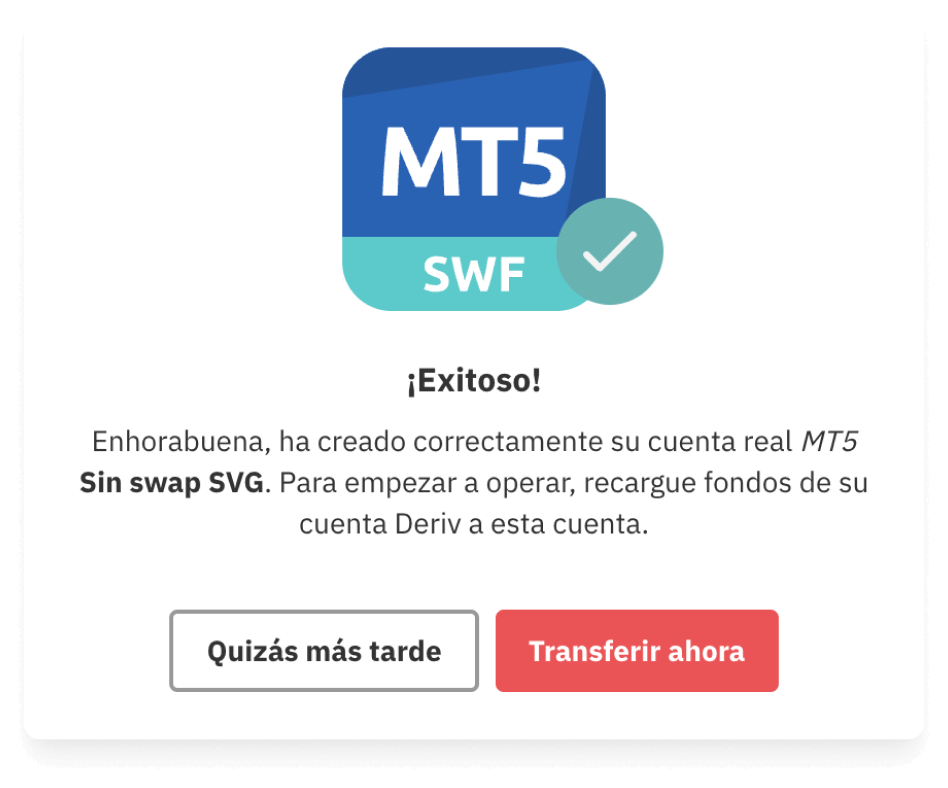 MT5
SWF
¡Exitoso!
Enhorabuena, ha creado correctamente su cuenta real MT5
Sin swap SVG. Para empezar a operar, recargue fondos de su
cuenta Deriv a esta cuenta.
Quizás más tarde
Transferir ahora